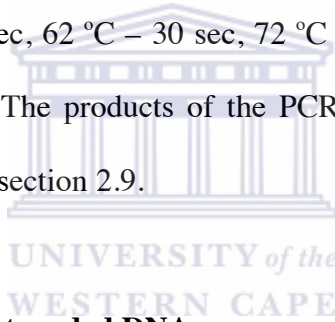 ec, 62 ºC – 30 sec, 72 ºC
The products of the PCR
section 2.9.
UNIVERSITY of the
WESTERN CAPE